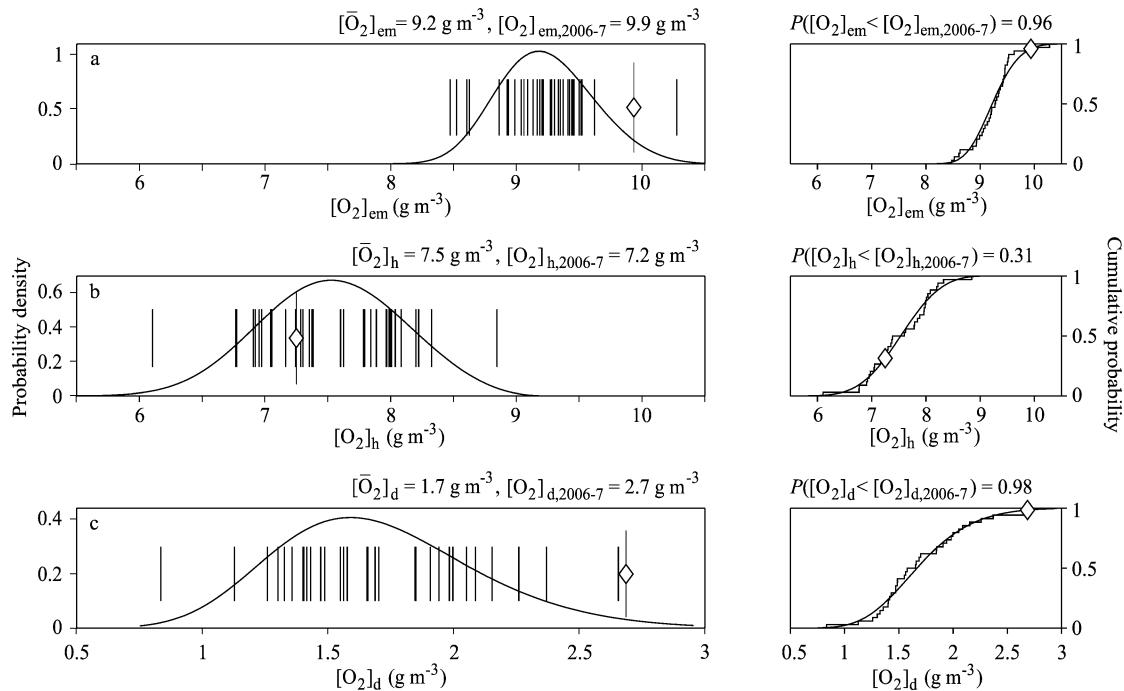 [O̅₂]em = 9.2 g m⁻³, [O₂]em,2006-7 = 9.9 g m⁻³
P([O₂]em < [O₂]em,2006-7) = 0.96
a
1
0.5
0
6 7 8 9 10
[O₂]em (g m⁻³)
1
0.5
0
6 7 8 9 10
[O₂]em (g m⁻³)
[O̅₂]h = 7.5 g m⁻³, [O₂]h,2006-7 = 7.2 g m⁻³
P([O₂]h < [O₂]h,2006-7) = 0.31
Probability density
b
0.6
0.4
0.2
0
6 7 8 9 10
[O₂]h (g m⁻³)
1
0.5
0
6 7 8 9 10
[O₂]h (g m⁻³)
Cumulative probability
[O̅₂]d = 1.7 g m⁻³, [O₂]d,2006-7 = 2.7 g m⁻³
P([O₂]d < [O₂]d,2006-7) = 0.98
c
0.4
0.2
0
0.5 1 1.5 2 2.5 3
[O₂]d (g m⁻³)
1
0.5
0
0.5 1 1.5 2 2.5 3
[O₂]d (g m⁻³)